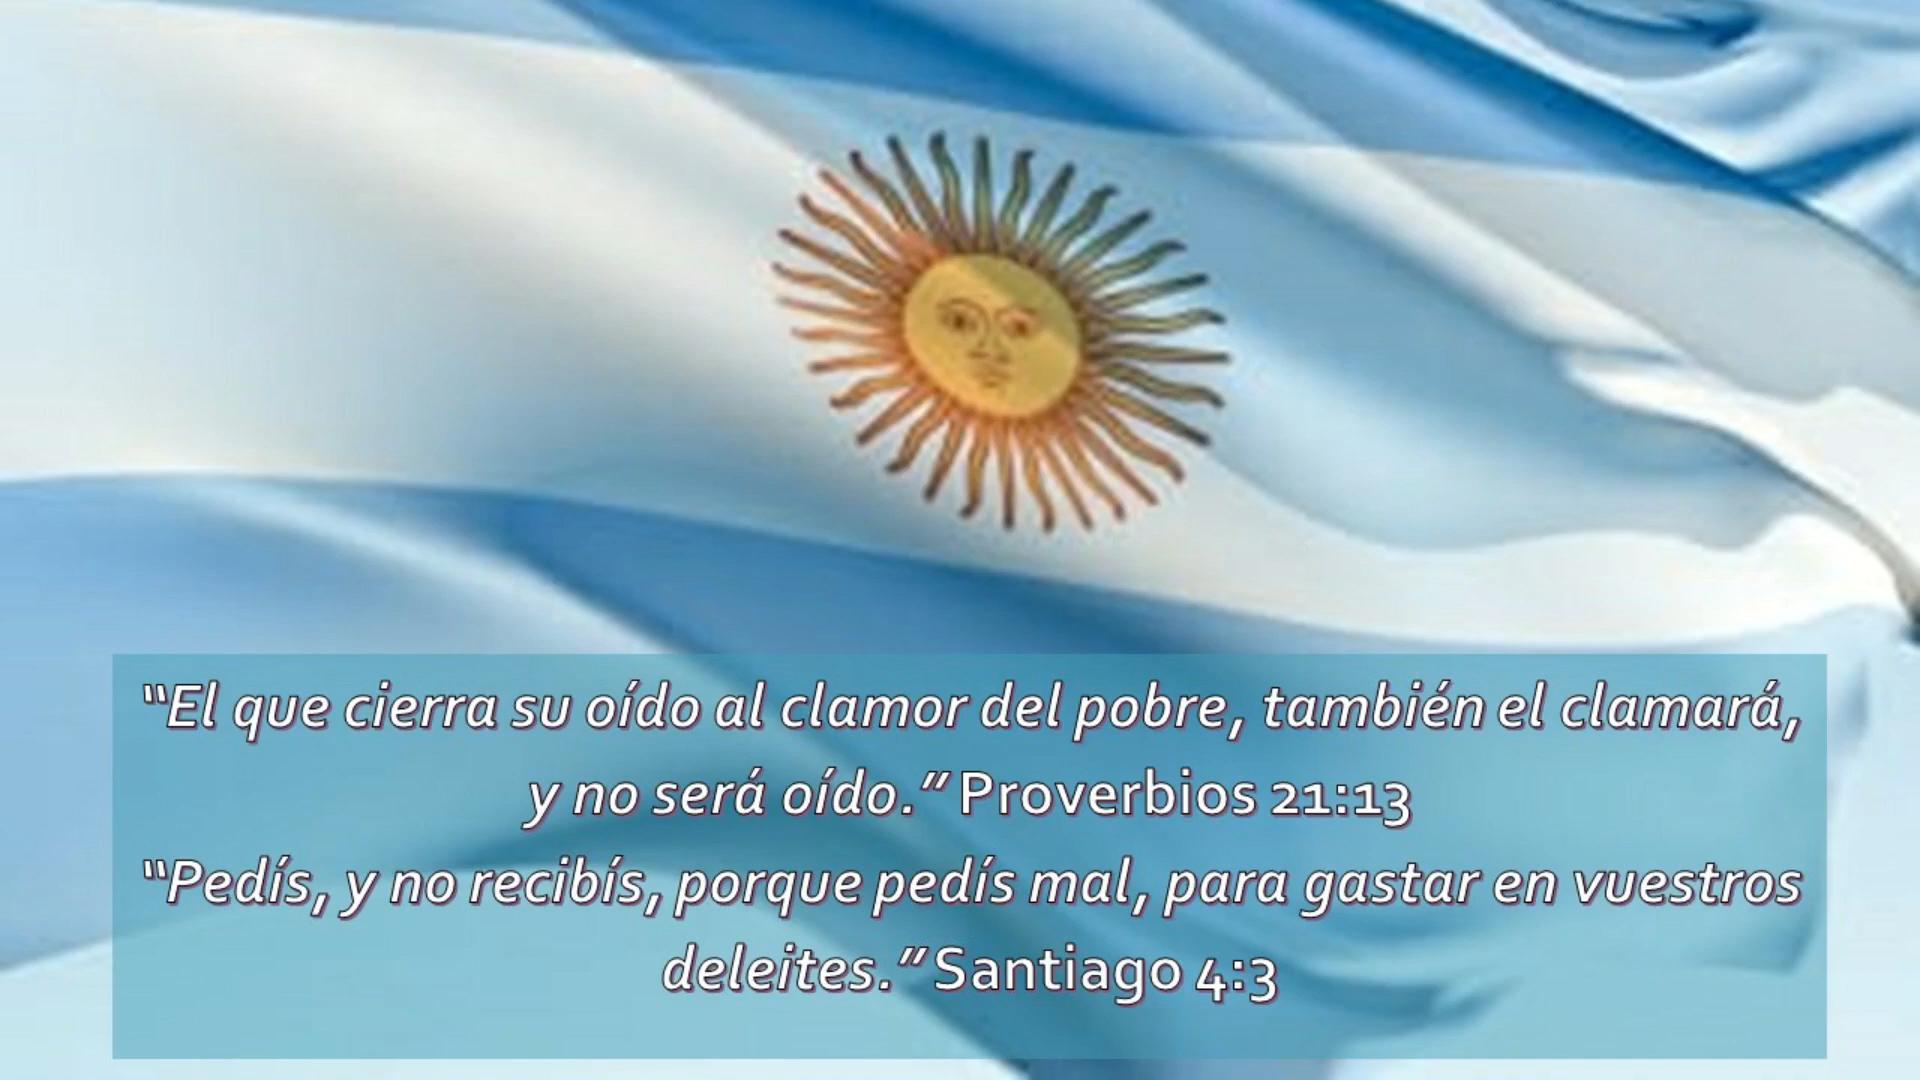 “El que cierra su oído al clamor del pobre, también el clamará,
y no será oído.” Proverbios 21:13
“Pedís, y no recibís, porque pedís mal, para gastar en vuestros
deleites.” Santiago 4:3